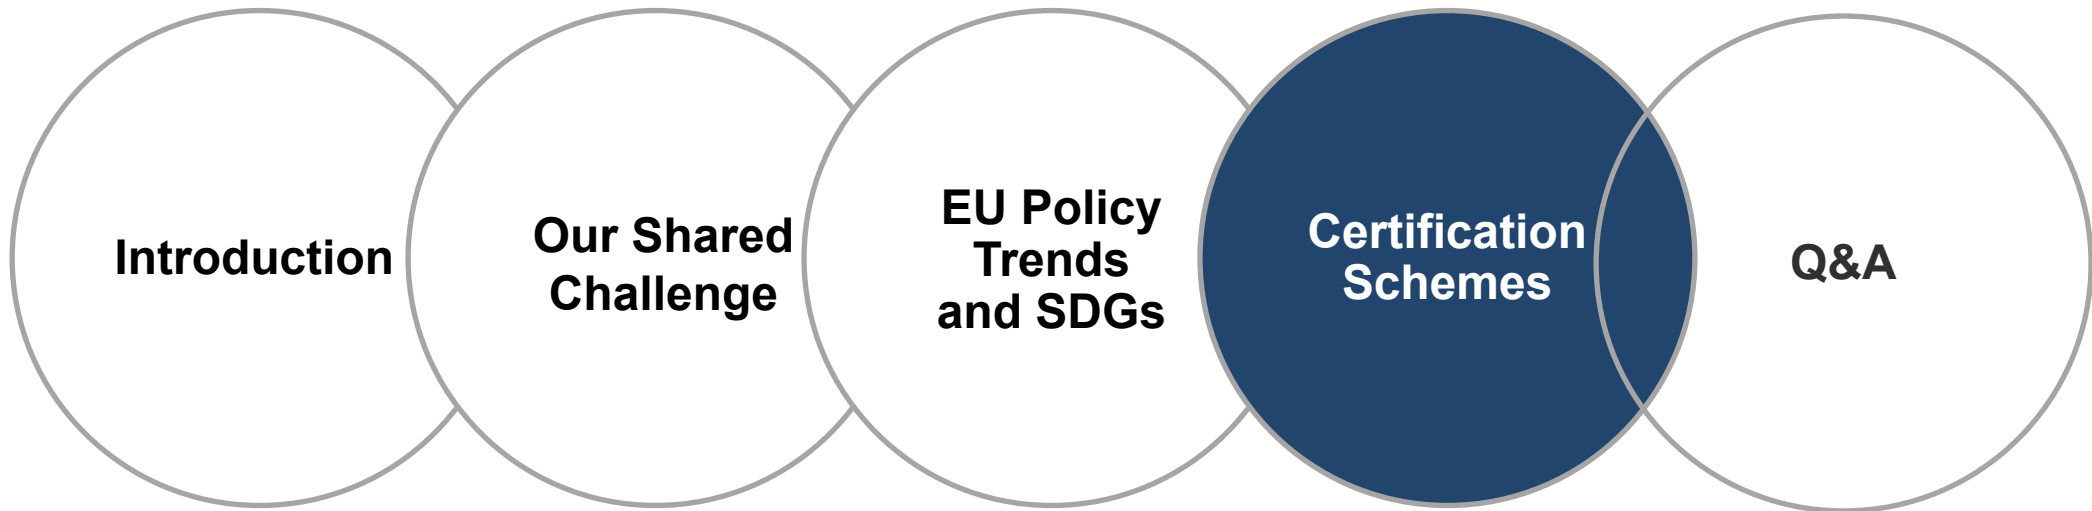 Introduction
Our Shared
Challenge
EU Policy
Trends
and SDGs
Certification
Schemes
Q&A